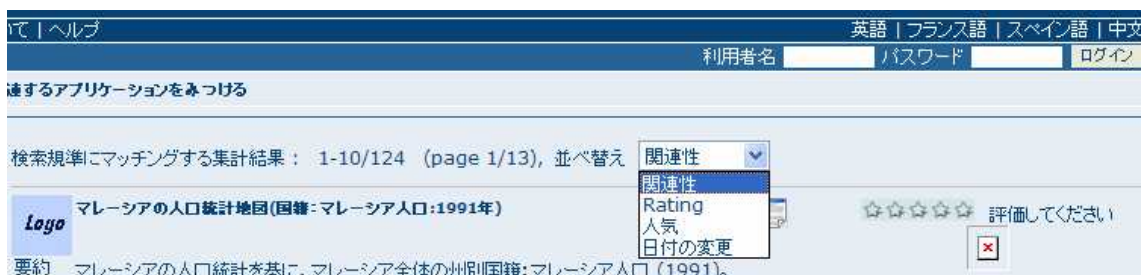 いて | ヘルプ 英語 | フランス語 | スペイン語 | 中文
利用者名 パスワード ログイン
連するアプリケーションをみつける
検索規準にマッチングする集計結果： 1-10/124 (page 1/13), 並べ替え 関連性
関連性
Rating
人気
日付の変更
Logo マレーシアの人口統計地図(国籍:マレーシア人口:1991年) 評価してください
要約 マレーシアの人口統計を基に、マレーシア全体の州別国籍:マレーシア人口 (1991)。